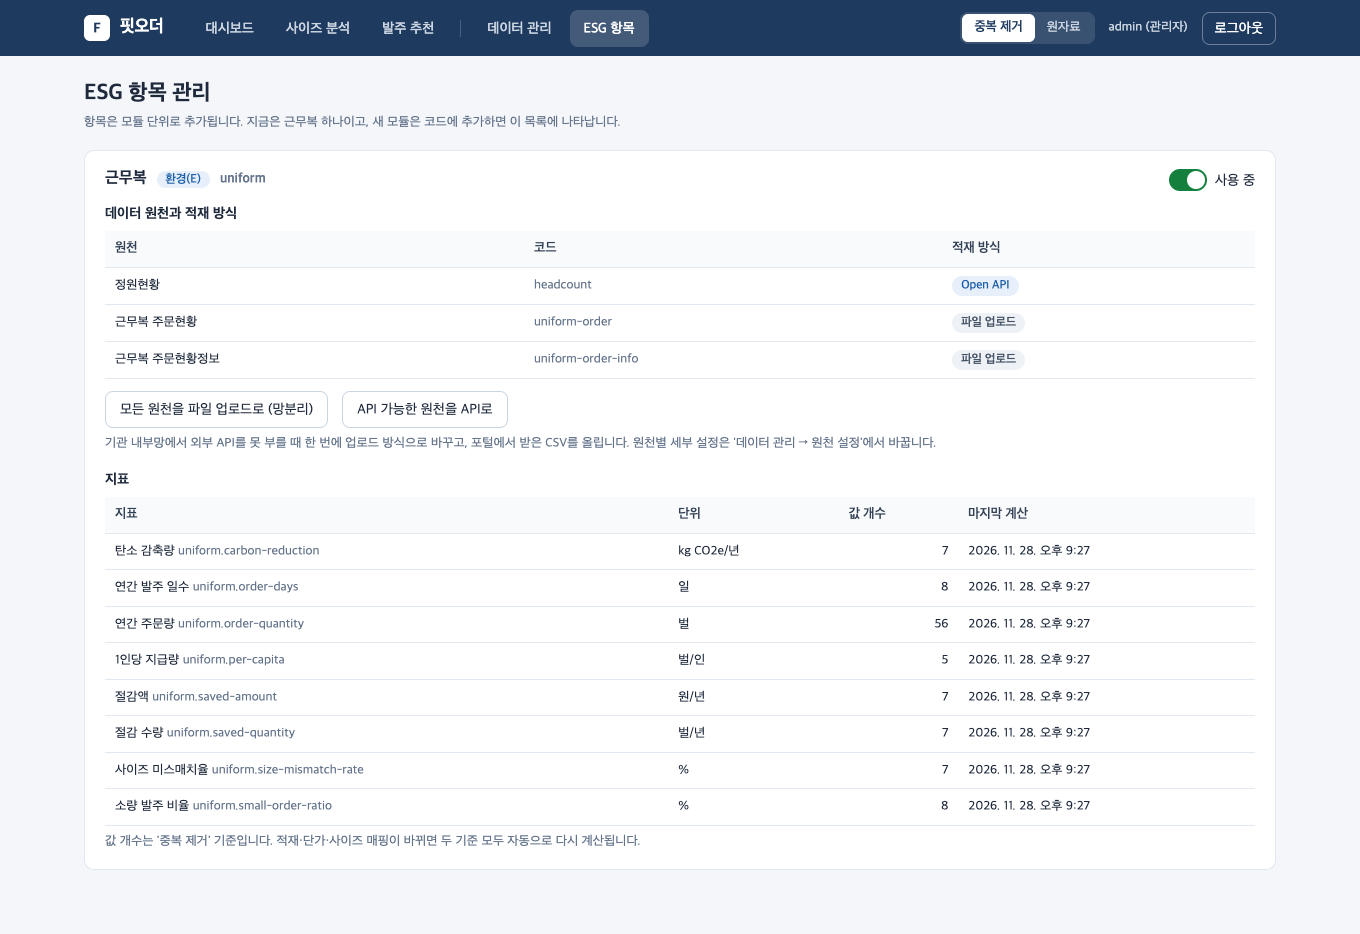 F 핏오더 대시보드 사이즈 분석 발주 추천 데이터 관리 ESG 항목 중복 제거 원자료 admin (관리자) 로그아웃
ESG 항목 관리
항목은 모듈 단위로 추가됩니다. 지금은 근무복 하나이고, 새 모듈은 코드에 추가하면 이 목록에 나타납니다.
근무복 환경(E) uniform 사용 중
데이터 원천과 적재 방식
원천 코드 적재 방식
정원현황 headcount Open API
근무복 주문현황 uniform-order 파일 업로드
근무복 주문현황정보 uniform-order-info 파일 업로드
모든 원천을 파일 업로드로 (망분리) API 가능한 원천을 API로
기관 내부망에서 외부 API를 못 부를 때 한 번에 업로드 방식으로 바꾸고, 포털에서 받은 CSV를 올립니다. 원천별 세부 설정은 '데이터 관리 → 원천 설정'에서 바꿉니다.
지표
지표 단위 값 개수 마지막 계산
탄소 감축량 uniform.carbon-reduction kg CO2e/년 7 2026. 11. 28. 오후 9:27
연간 발주 일수 uniform.order-days 일 8 2026. 11. 28. 오후 9:27
연간 주문량 uniform.order-quantity 벌 56 2026. 11. 28. 오후 9:27
1인당 지급량 uniform.per-capita 벌/인 5 2026. 11. 28. 오후 9:27
절감액 uniform.saved-amount 원/년 7 2026. 11. 28. 오후 9:27
절감 수량 uniform.saved-quantity 벌/년 7 2026. 11. 28. 오후 9:27
사이즈 미스매치율 uniform.size-mismatch-rate % 7 2026. 11. 28. 오후 9:27
소량 발주 비율 uniform.small-order-ratio % 8 2026. 11. 28. 오후 9:27
값 개수는 '중복 제거' 기준입니다. 적재·단가·사이즈 매핑이 바뀌면 두 기준 모두 자동으로 다시 계산됩니다.